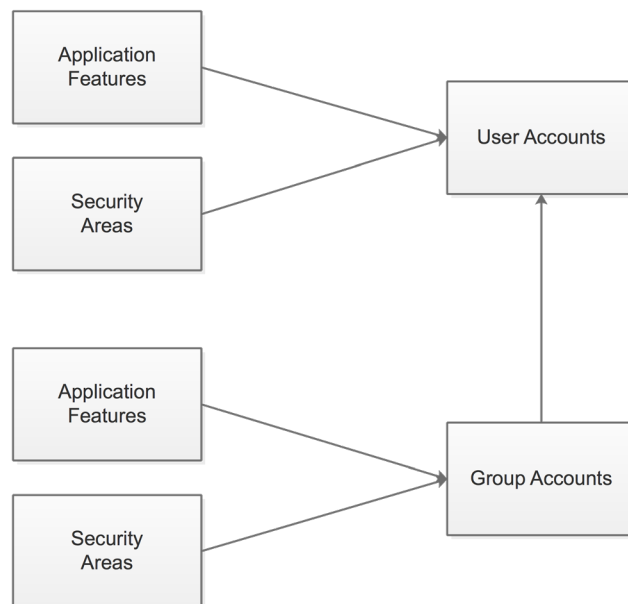 Application
Features
User Accounts
Security
Areas
Application
Features
Group Accounts
Security
Areas